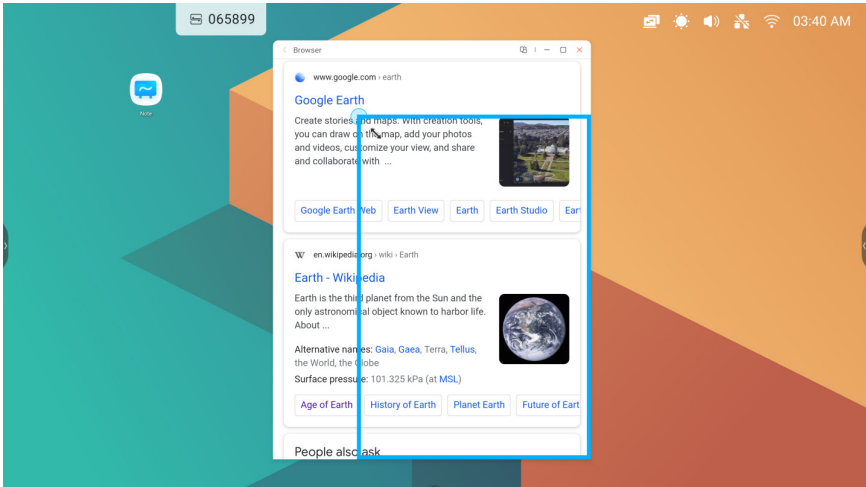 065899
03:40 AM
Note
Browser
www.google.com › earth
Google Earth
Create stories and maps. With creation tools,
you can draw on the map, add your photos
and videos, customize your view, and share
and collaborate with ...
Google Earth Web Earth View Earth Earth Studio Eart
W en.wikipedia.org › wiki › Earth
Earth - Wikipedia
Earth is the third planet from the Sun and the
only astronomical object known to harbor life.
About ...
Alternative names: Gaia, Gaea, Terra, Tellus,
the World, the Globe
Surface pressure: 101.325 kPa (at MSL)
Age of Earth History of Earth Planet Earth Future of Eart
People also ask